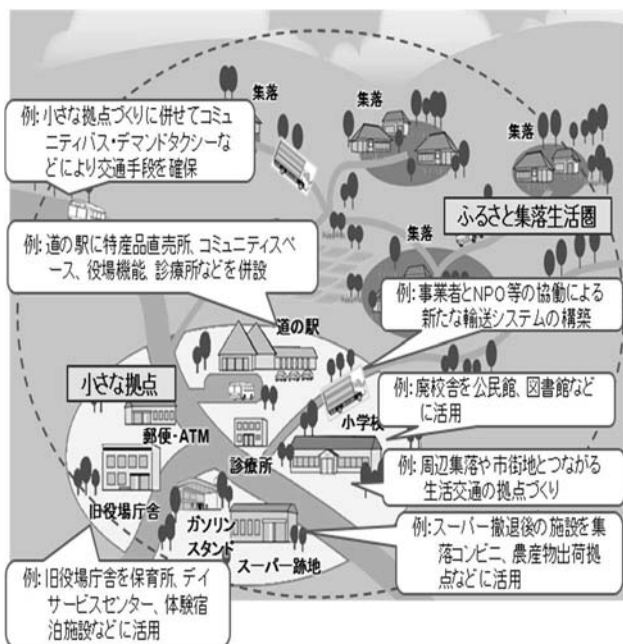 集落
集落
集落
例：小さな拠点づくりに併せてコミュ
ニティバス・デマンドタクシーな
どにより交通手段を確保
ふるさと集落生活圏
例：道の駅に特産品直売所、コミュニティスペ
ース、役場機能、診療所などを併設
集落
例：事業者とNPO等の協働による
新たな輸送システムの構築
道の駅
小さな拠点
例：廃校舎を公民館、図書館など
に活用
郵便・ATM
小学校
診療所
例：周辺集落や市街地とつながる
生活交通の拠点づくり
旧役場庁舎
ガソリン
スタンド
スーパー跡地
例：スーパー撤退後の施設を集
落コンビニ、農産物出荷拠
点などに活用
例：旧役場庁舎を保育所、デイ
サービスセンター、体験宿
泊施設などに活用